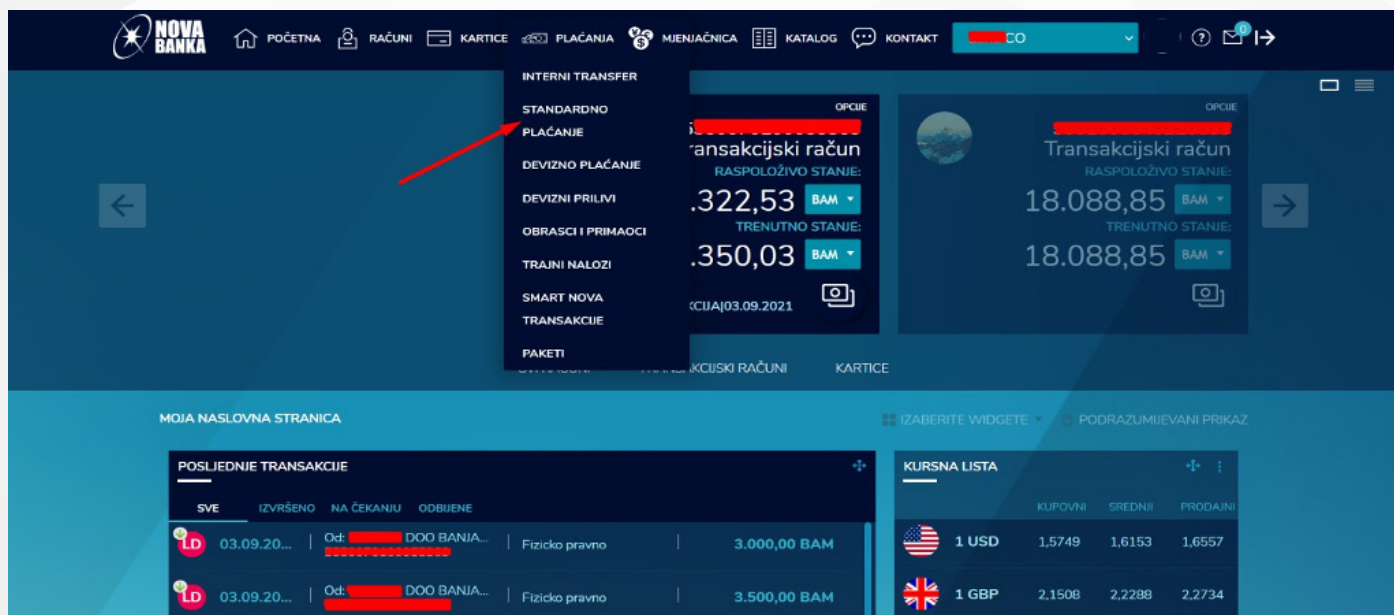 NOVA
BANKA
POČETNA
RAČUNI
KARTICE
PLAĆANJA
MJENJAČNICA
KATALOG
KONTAKT
CO
0
INTERNI TRANSFER
STANDARDNO
PLAĆANJE
DEVIZNO PLAĆANJE
DEVIZNI PRILIVI
OBRASCI I PRIMAOCI
TRAJNI NALOZI
SMART NOVA
TRANSAKCIJE
PAKETI
OPCIJE
ransakcijski račun
RASPOLOŽIVO STANJE:
.322,53 BAM
TRENUTNO STANJE:
.350,03 BAM
KCIJA|03.09.2021
OPCIJE
Transakcijski račun
RASPOLOŽIVO STANJE:
18.088,85 BAM
TRENUTNO STANJE:
18.088,85 BAM
RAČUNI
KARTICE
MOJA NASLOVNA STRANICA
IZABERITE WIDGETE
PODRAZUMIJEVANI PRIKAZ
POSLJEDNJE TRANSAKCIJE
SVE IZVRŠENO NA ČEKANJU ODBIJENE
LD 03.09.20... | Od: DOO BANJA... | Fizicko pravno | 3.000,00 BAM
LD 03.09.20... | Od: DOO BANJA... | Fizicko pravno | 3.500,00 BAM
KURSNA LISTA
KUPOVNI SREDNJI PRODAJNI
1 USD 1,5749 1,6153 1,6557
1 GBP 2,1508 2,2288 2,2734